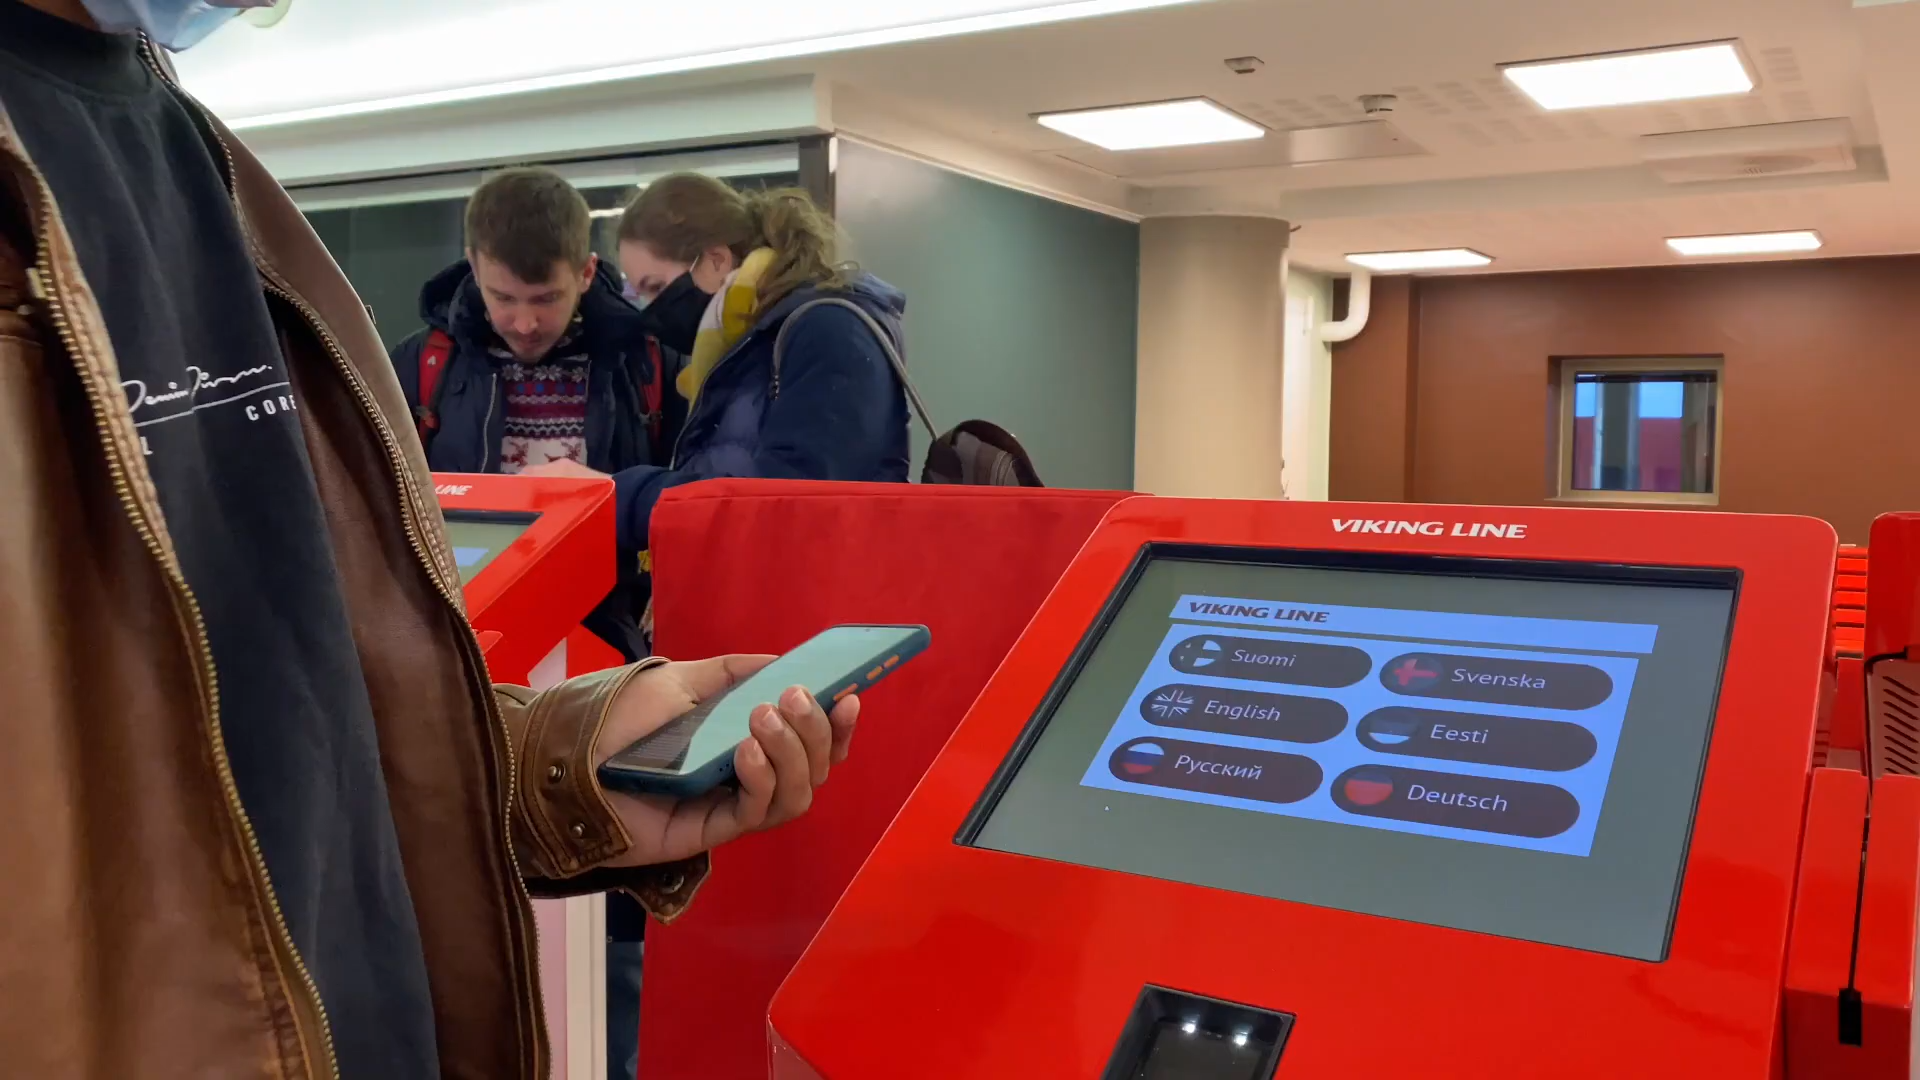 CORE
LINE
VIKING LINE
VIKING LINE
Suomi
Svenska
English
Eesti
Русский
Deutsch